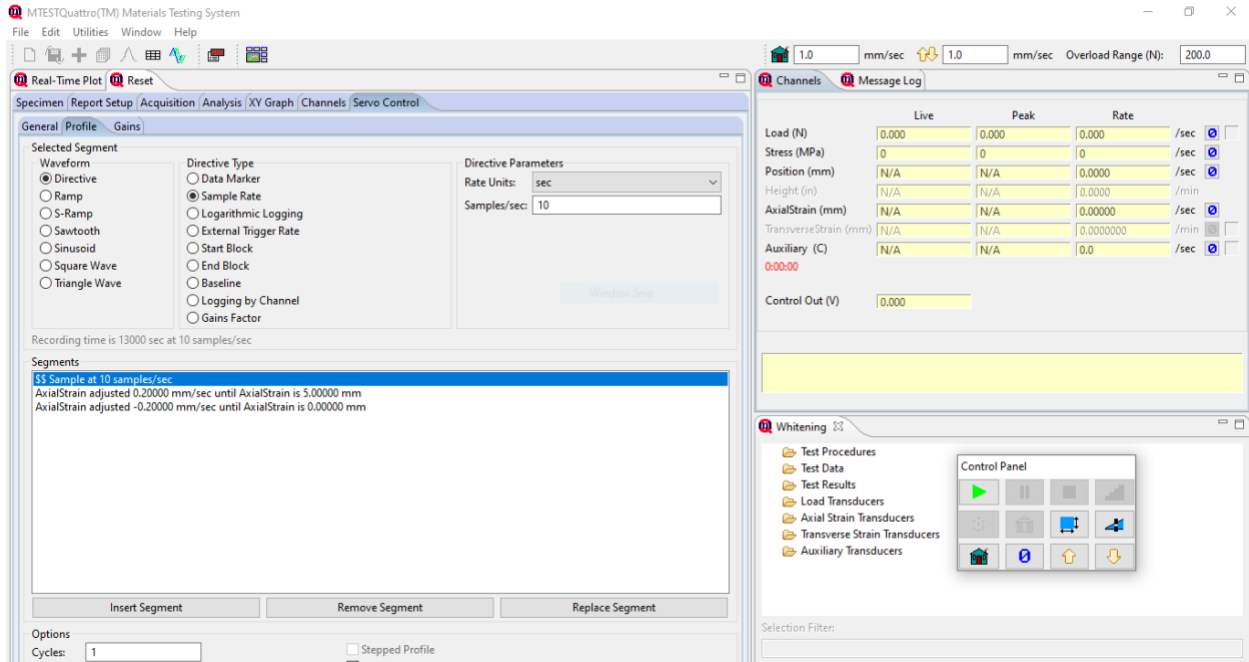 MTESTQuattro(TM) Materials Testing System
File Edit Utilities Window Help
1.0 mm/sec 1.0 mm/sec Overload Range (N): 200.0
Real-Time Plot Reset
Specimen Report Setup Acquisition Analysis XY Graph Channels Servo Control
General Profile Gains
Selected Segment
Waveform
Directive
Ramp
S-Ramp
Sawtooth
Sinusoid
Square Wave
Triangle Wave
Directive Type
Data Marker
Sample Rate
Logarithmic Logging
External Trigger Rate
Start Block
End Block
Baseline
Logging by Channel
Gains Factor
Directive Parameters
Rate Units: sec
Samples/sec: 10
Window Snip
Recording time is 13000 sec at 10 samples/sec
Segments
$$ Sample at 10 samples/sec
AxialStrain adjusted 0.20000 mm/sec until AxialStrain is 5.00000 mm
AxialStrain adjusted -0.20000 mm/sec until AxialStrain is 0.00000 mm
Insert Segment Remove Segment Replace Segment
Options
Cycles: 1 Stepped Profile
Channels Message Log
Live Peak Rate
Load (N) 0.000 0.000 0.000 /sec 0
Stress (MPa) 0 0 0 /sec 0
Position (mm) N/A N/A 0.0000 /sec 0
Height (in) N/A N/A 0.0000 /min
AxialStrain (mm) N/A N/A 0.00000 /sec 0
TransverseStrain (mm) N/A N/A 0.0000000 /min 0
Auxiliary (C) N/A N/A 0.0 /sec 0
0:00:00
Control Out (V) 0.000
Whitening
Test Procedures
Test Data
Test Results
Load Transducers
Axial Strain Transducers
Transverse Strain Transducers
Auxiliary Transducers
Control Panel
0
Selection Filter: